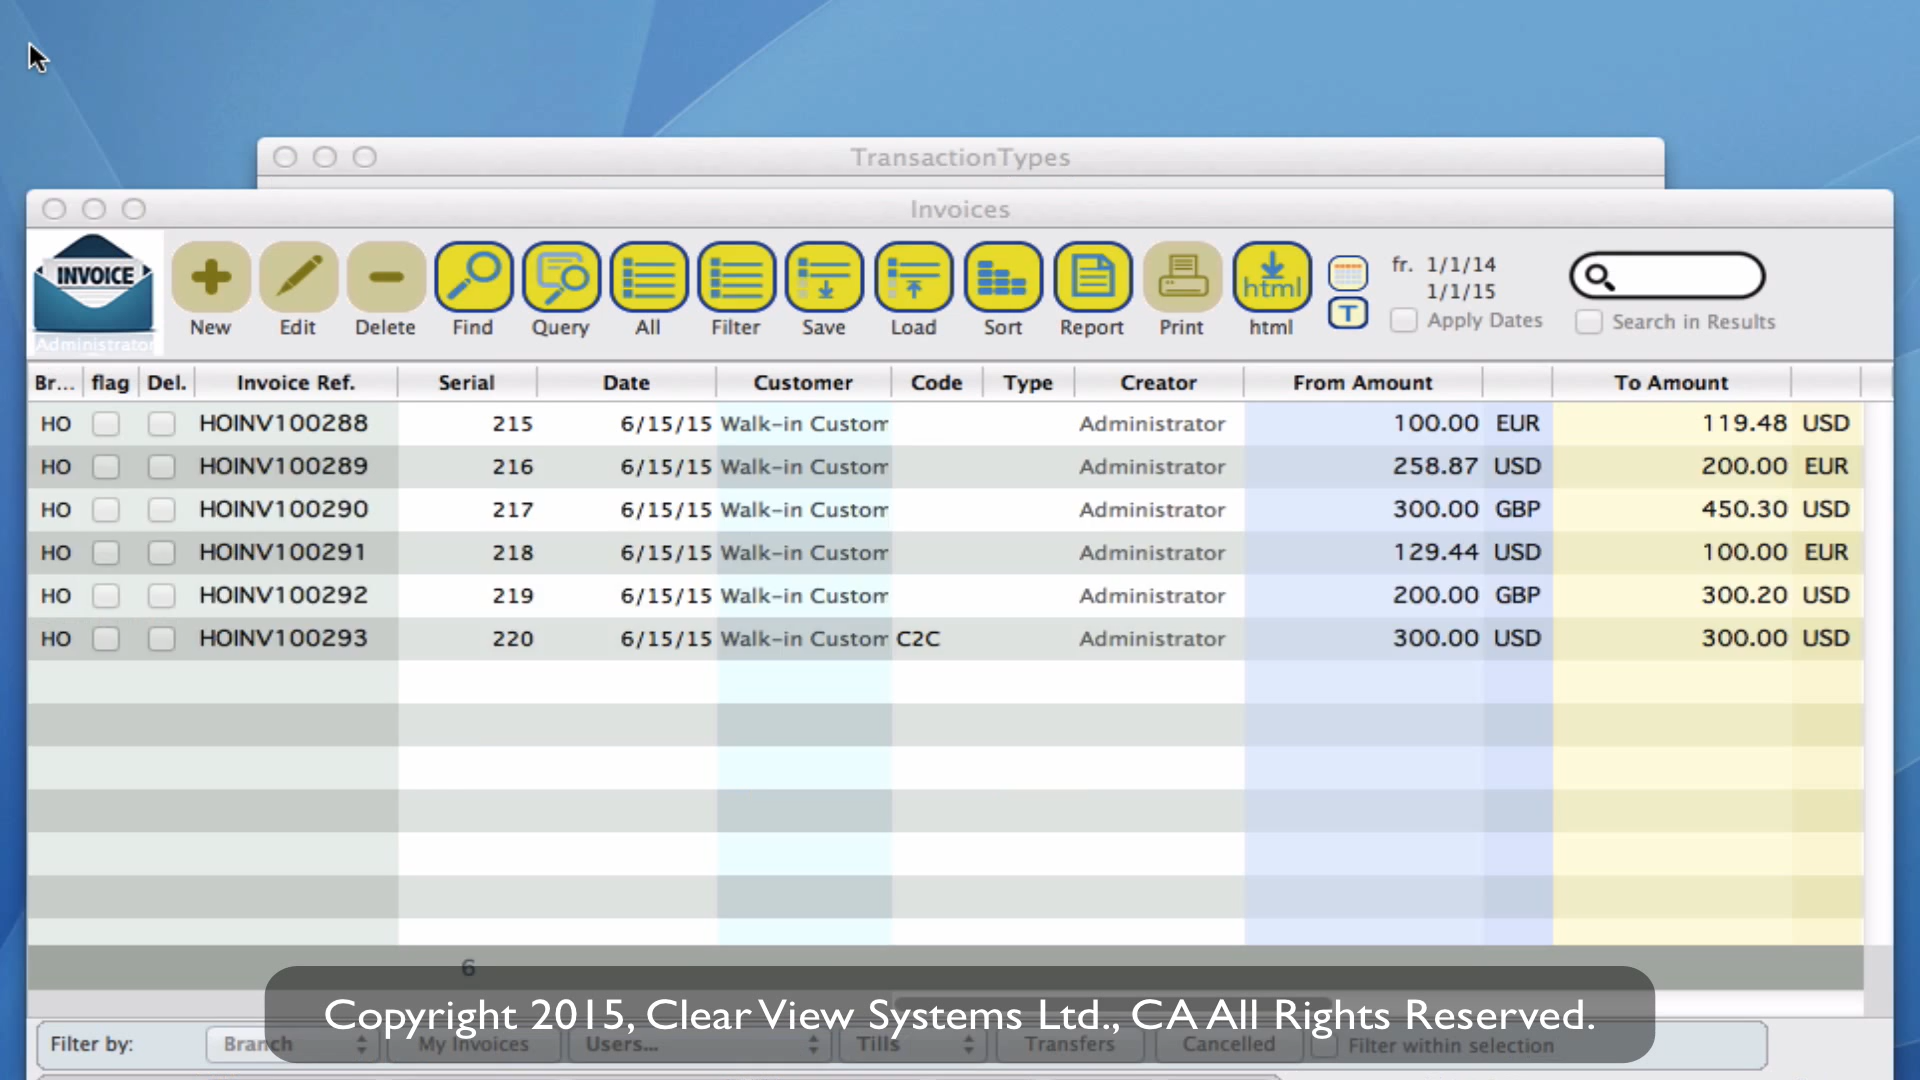 TransactionTypes
Invoices
INVOICE
Administrator
New Edit Delete Find Query All Filter Save Load Sort Report Print html html
T
fr. 1/1/14
1/1/15
Apply Dates
Search in Results
Br... flag Del. Invoice Ref. Serial Date Customer Code Type Creator From Amount To Amount
HO HOINV100288 215 6/15/15 Walk-in Custom Administrator 100.00 EUR 119.48 USD
HO HOINV100289 216 6/15/15 Walk-in Custom Administrator 258.87 USD 200.00 EUR
HO HOINV100290 217 6/15/15 Walk-in Custom Administrator 300.00 GBP 450.30 USD
HO HOINV100291 218 6/15/15 Walk-in Custom Administrator 129.44 USD 100.00 EUR
HO HOINV100292 219 6/15/15 Walk-in Custom Administrator 200.00 GBP 300.20 USD
HO HOINV100293 220 6/15/15 Walk-in Custom C2C Administrator 300.00 USD 300.00 USD
6
Copyright 2015, Clear View Systems Ltd., CA All Rights Reserved.
Filter by: Branch My Invoices Users... Tills Transfers Cancelled Filter within selection